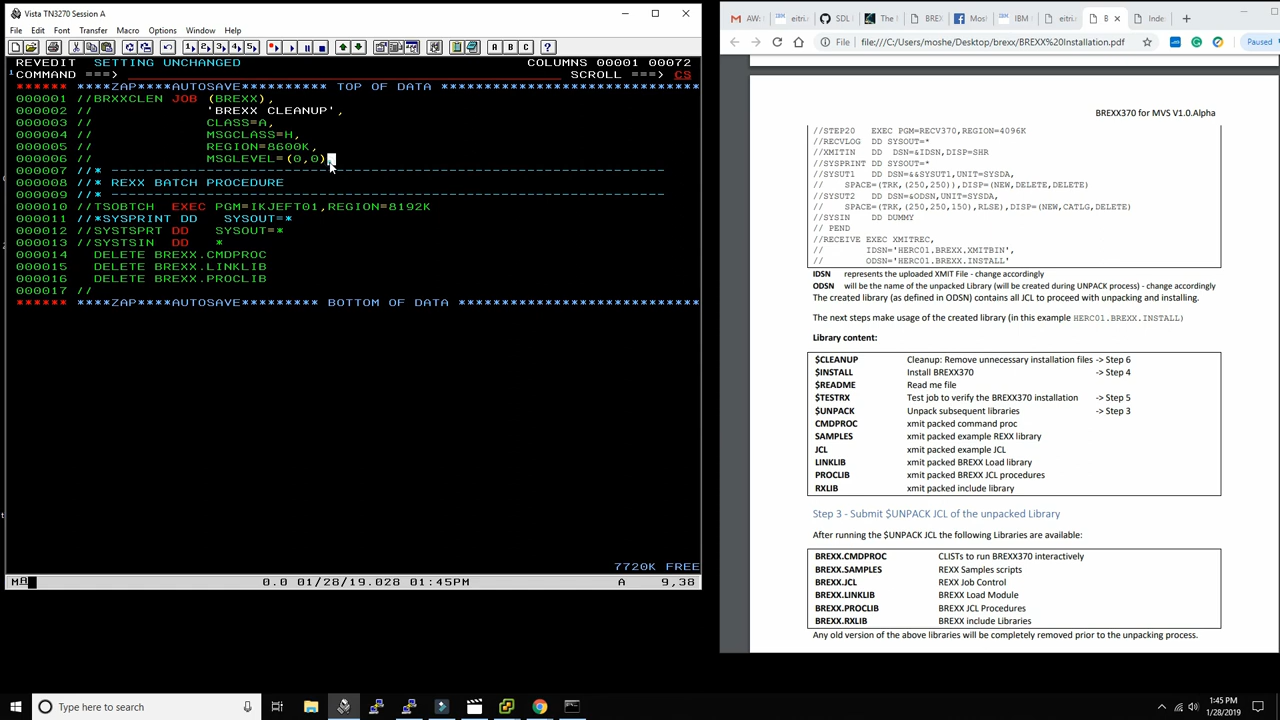 Vista TN3270 Session A
File Edit Font Transfer Macro Options Window Help
REVEDIT SETTING UNCHANGED COLUMNS 00001 00072
COMMAND ===> SCROLL ===> CS
****** ****ZAP****AUTOSAVE******** TOP OF DATA
000001 //BRXXCLEN JOB (BREXX),
000002 // 'BREXX CLEANUP',
000003 // CLASS=A,
000004 // MSGCLASS=H,
000005 // REGION=8600K,
000006 // MSGLEVEL=(0,0)
000007 //*
000008 //* REXX BATCH PROCEDURE
000009 //*
000010 //TSOBTCH EXEC PGM=IKJEFT01,REGION=8192K
000011 //*SYSPRINT DD SYSOUT=*
000012 //SYSTSPRT DD SYSOUT=*
000013 //SYSTSIN DD *
000014 DELETE BREXX.CMDPROC
000015 DELETE BREXX.LINKLIB
000016 DELETE BREXX.PROCLIB
000017 //
****** ****ZAP****AUTOSAVE******** BOTTOM OF DATA
7720K FREE
0.0 01/28/19.028 01:45PM A 9,38
AWS eitri. SDL The BREX Most IBM eitri. B Inde
File file:///C:/Users/moshe/Desktop/brexx/BREXX%20Installation.pdf Paused
BREXX370 for MVS V1.0.Alpha
//STEP20 EXEC PGM=RECV370,REGION=4096K
//RECVLOG DD SYSOUT=*
//XMITIN DD DSN=&IDSN,DISP=SHR
//SYSPRINT DD SYSOUT=*
//SYSUT1 DD DSN=&&SYSUT1,UNIT=SYSDA,
// SPACE=(TRK,(250,250)),DISP=(NEW,DELETE,DELETE)
//SYSUT2 DD DSN=&ODSN,UNIT=SYSDA,
// SPACE=(TRK,(250,250,150),RLSE),DISP=(NEW,CATLG,DELETE)
//SYSIN DD DUMMY
// PEND
//RECEIVE EXEC XMITREC,
// IDSN='HERC01.BREXX.XMITBIN',
// ODSN='HERC01.BREXX.INSTALL'
IDSN represents the uploaded XMIT File - change accordingly
ODSN will be the name of the unpacked Library (will be created during UNPACK process) - change accordingly
The created library (as defined in ODSN) contains all JCL to proceed with unpacking and installing.
The next steps make usage of the created library (in this example HERC01.BREXX.INSTALL)
Library content:
$CLEANUP Cleanup: Remove unnecessary installation files -> Step 6
$INSTALL Install BREXX370 -> Step 4
$README Read me file
$TESTRX Test job to verify the BREXX370 installation -> Step 5
$UNPACK Unpack subsequent libraries -> Step 3
CMDPROC xmit packed command proc
SAMPLES xmit packed example REXX library
JCL xmit packed example JCL
LINKLIB xmit packed BREXX Load library
PROCLIB xmit packed BREXX JCL procedures
RXLIB xmit packed include library
Step 3 - Submit $UNPACK JCL of the unpacked Library
After running the $UNPACK JCL the following Libraries are available:
BREXX.CMDPROC CLISTs to run BREXX370 interactively
BREXX.SAMPLES REXX Samples scripts
BREXX.JCL REXX Job Control
BREXX.LINKLIB BREXX Load Module
BREXX.PROCLIB BREXX JCL Procedures
BREXX.RXLIB BREXX include Libraries
Any old version of the above libraries will be completely removed prior to the unpacking process.
Type here to search
1:45 PM
1/28/2019